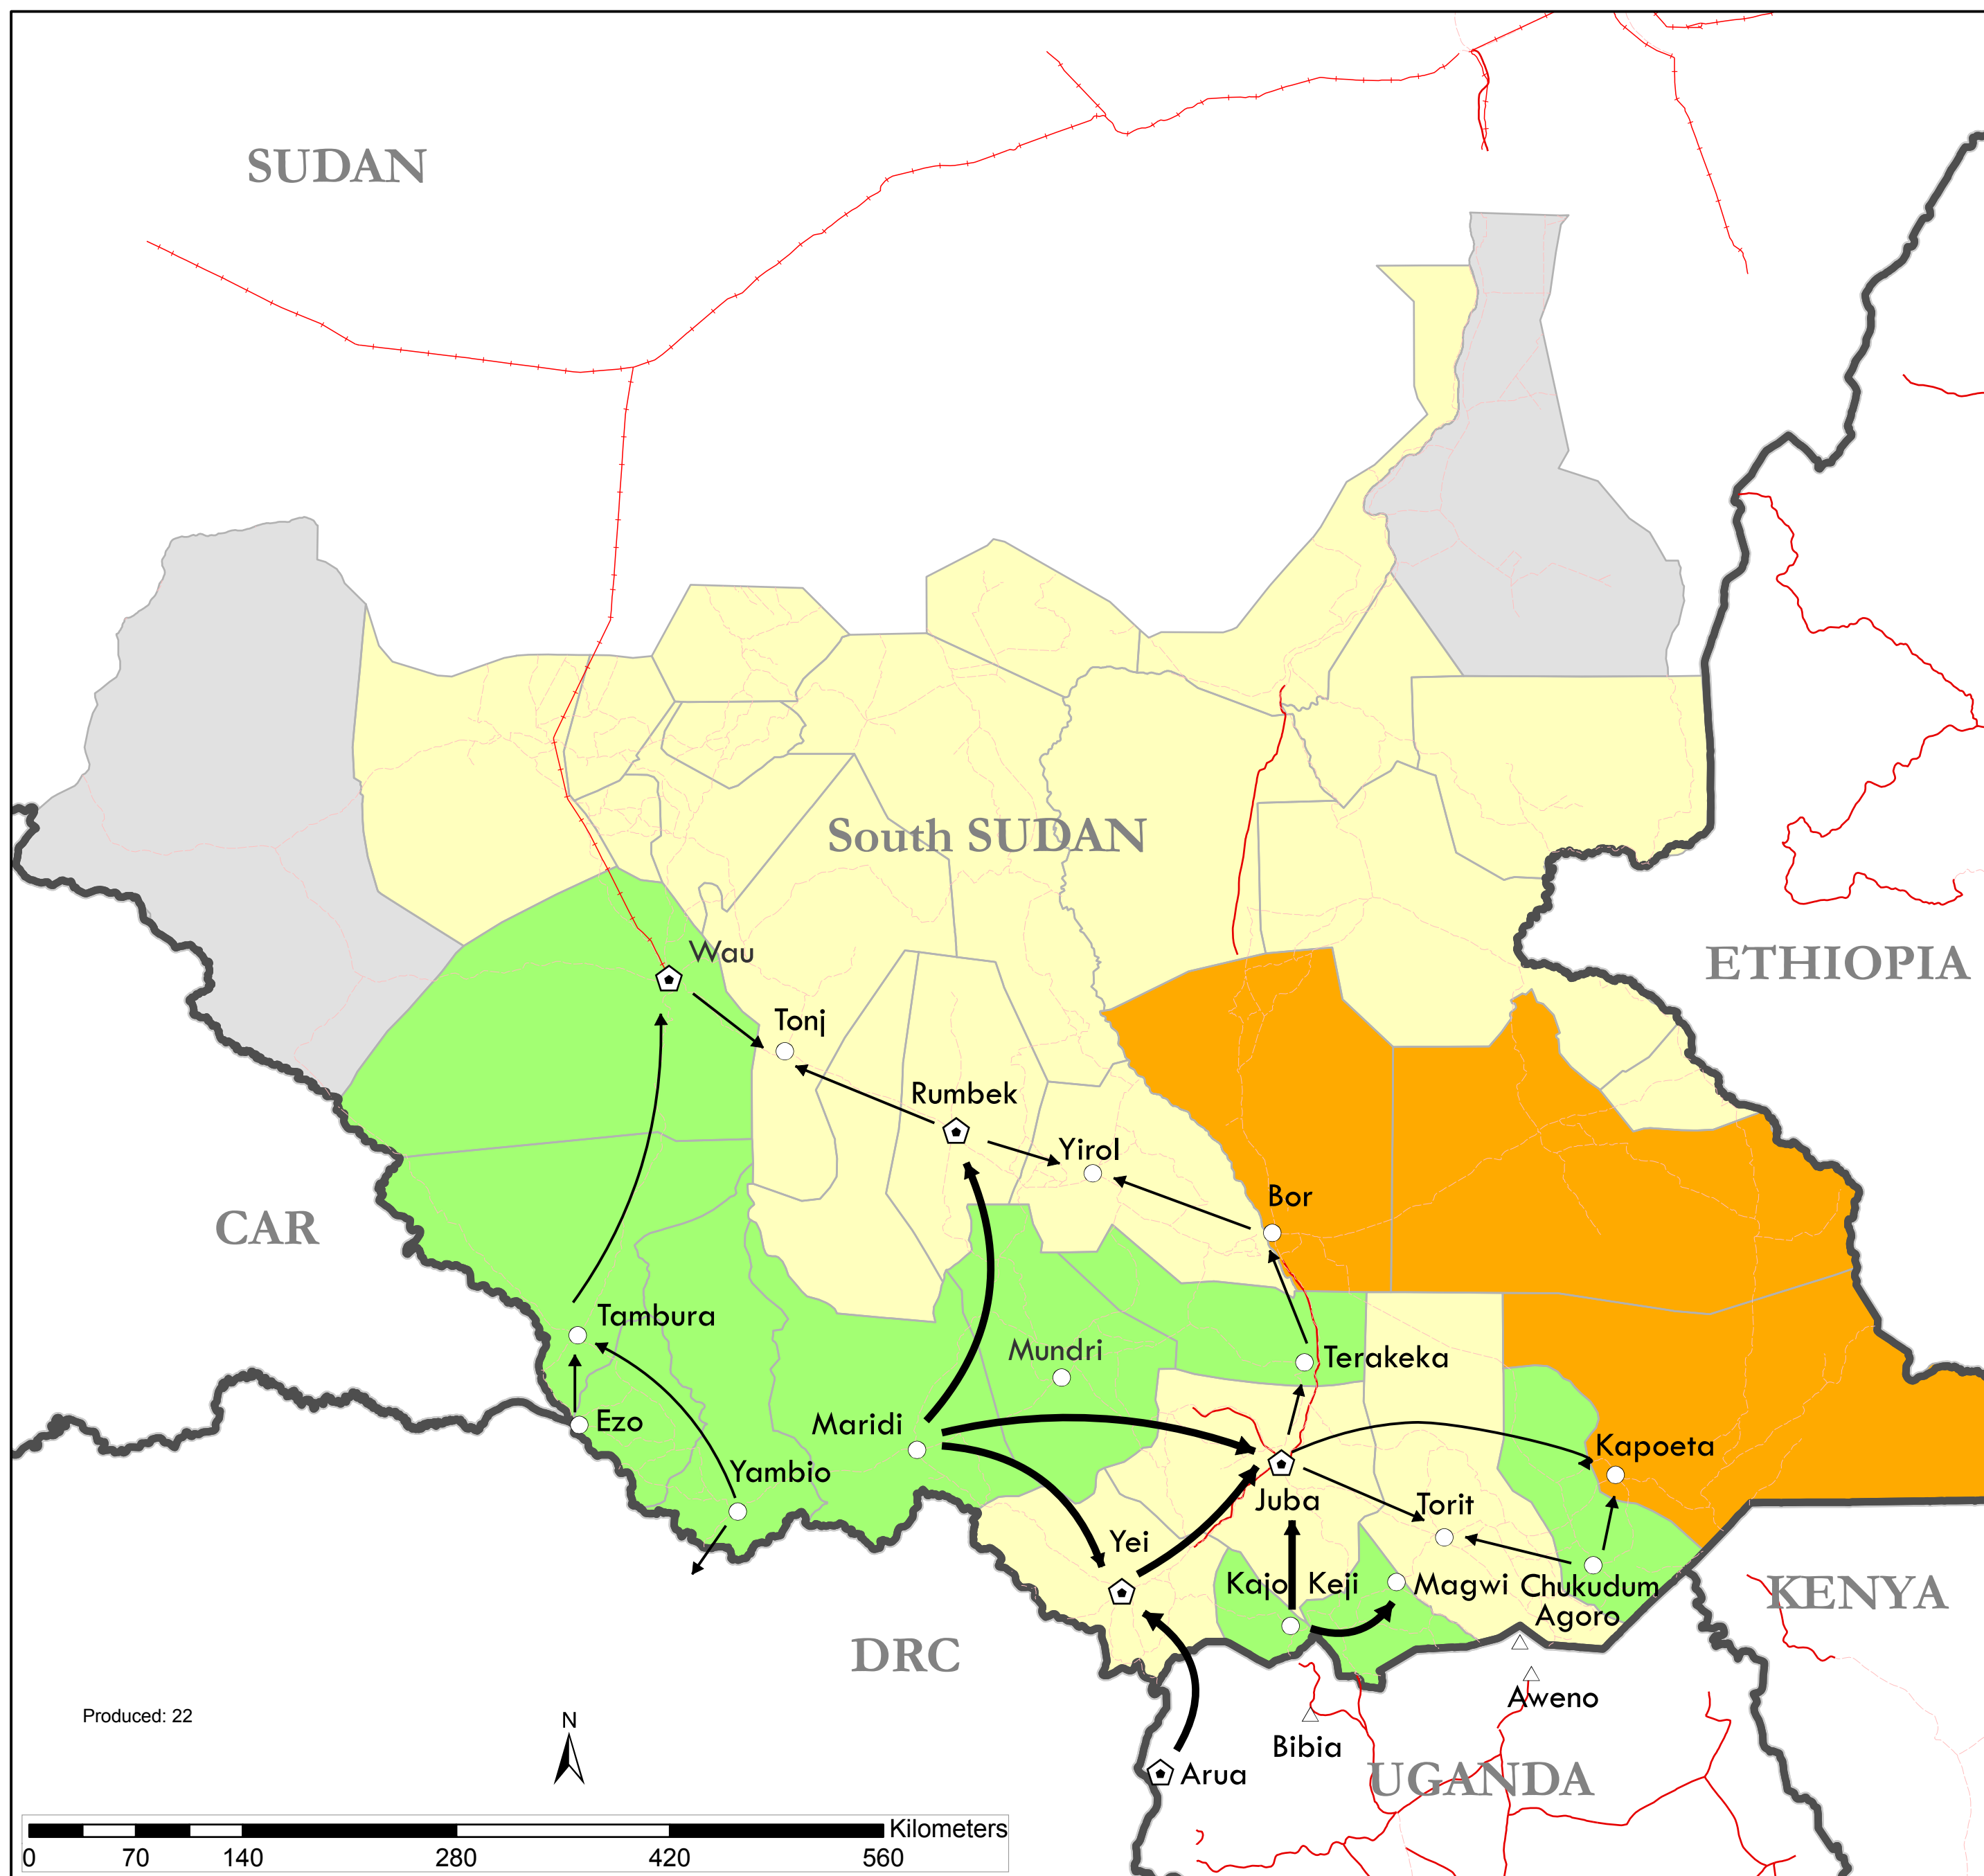 SUDAN
South SUDAN
Wau
ETHIOPIA
Tonj
Rumbek
Yirol
Bor
CAR
Tambura
Mundri
Terakeka
Ezo
Maridi
Kapoeta
Yambio
Juba
Torit
Yei
Kajo Keji
Magwi
Chukudum
KENYA
Agoro
DRC
Aweno
Produced: 22
N
Bibia
Arua
UGANDA
Kilometers
0 70 140 280 420 560